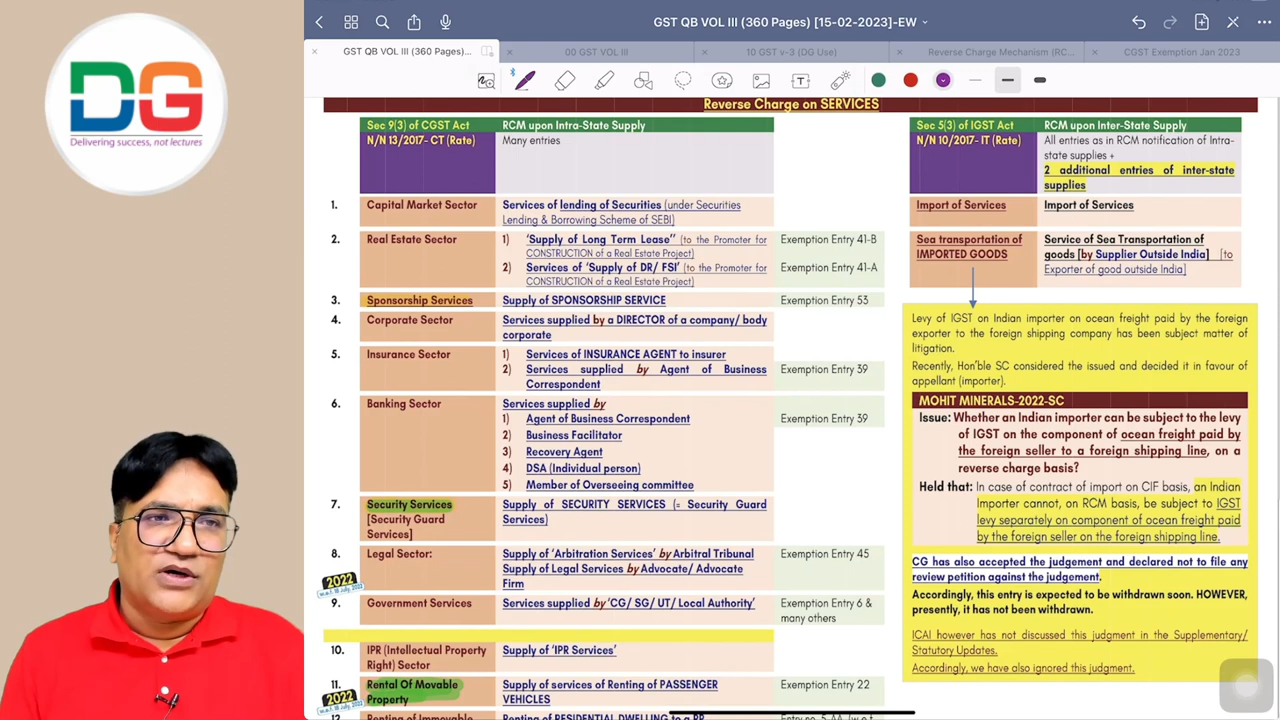 DG
Delivering success, not lectures
GST QB VOL III (360 Pages) [15-02-2023]-EW
GST QB VOL III (360 Pages)...
00 GST VOL III
10 GST v-3 (DG Use)
Reverse Charge Mechanism (RC...
CGST Exemption Jan 2023
Reverse Charge on SERVICES
Sec 9(3) of CGST Act
RCM upon Intra-State Supply
N/N 13/2017- CT (Rate)
Many entries
1.
Capital Market Sector
Services of lending of Securities (under Securities
Lending & Borrowing Scheme of SEBI)
2.
Real Estate Sector
1) 'Supply of Long Term Lease" (to the Promoter for
CONSTRUCTION of a Real Estate Project)
Exemption Entry 41-B
2) Services of 'Supply of DR/ FSI' (to the Promoter for
CONSTRUCTION of a Real Estate Project)
Exemption Entry 41-A
3.
Sponsorship Services
Supply of SPONSORSHIP SERVICE
Exemption Entry 53
4.
Corporate Sector
Services supplied by a DIRECTOR of a company/ body
corporate
5.
Insurance Sector
1) Services of INSURANCE AGENT to insurer
2) Services supplied by Agent of Business
Correspondent
Exemption Entry 39
6.
Banking Sector
Services supplied by
1) Agent of Business Correspondent
Exemption Entry 39
2) Business Facilitator
3) Recovery Agent
4) DSA (Individual person)
5) Member of Overseeing committee
7.
Security Services
[Security Guard
Services]
Supply of SECURITY SERVICES (= Security Guard
Services)
8.
Legal Sector:
Supply of 'Arbitration Services' by Arbitral Tribunal
Supply of Legal Services by Advocate/ Advocate
Firm
Exemption Entry 45
2022
w.e.f. 18 July, 2022
9.
Government Services
Services supplied by 'CG/ SG/ UT/ Local Authority'
Exemption Entry 6 &
many others
10.
IPR (Intellectual Property
Right) Sector
Supply of 'IPR Services'
11.
Rental Of Movable
Property
Supply of services of Renting of PASSENGER
VEHICLES
Exemption Entry 22
2022
w.e.f. 18 July, 2022
12.
Renting of Immovable
Renting of RESIDENTIAL DWELLING to a RP
Entry no. 5-AA (w.e.f.
Sec 5(3) of IGST Act
RCM upon Inter-State Supply
N/N 10/2017- IT (Rate)
All entries as in RCM notification of Intra-
state supplies +
2 additional entries of inter-state
supplies
Import of Services
Import of Services
Sea transportation of
IMPORTED GOODS
Service of Sea Transportation of
goods [by Supplier Outside India] [to
Exporter of good outside India]
Levy of IGST on Indian importer on ocean freight paid by the foreign
exporter to the foreign shipping company has been subject matter of
litigation.
Recently, Hon'ble SC considered the issued and decided it in favour of
appellant (importer).
MOHIT MINERALS-2022-SC
Issue: Whether an Indian importer can be subject to the levy
of IGST on the component of ocean freight paid by
the foreign seller to a foreign shipping line, on a
reverse charge basis?
Held that: In case of contract of import on CIF basis, an Indian
Importer cannot, on RCM basis, be subject to IGST
levy separately on component of ocean freight paid
by the foreign seller on the foreign shipping line.
CG has also accepted the judgement and declared not to file any
review petition against the judgement.
Accordingly, this entry is expected to be withdrawn soon. HOWEVER,
presently, it has not been withdrawn.
ICAI however has not discussed this judgment in the Supplementary/
Statutory Updates.
Accordingly, we have also ignored this judgment.